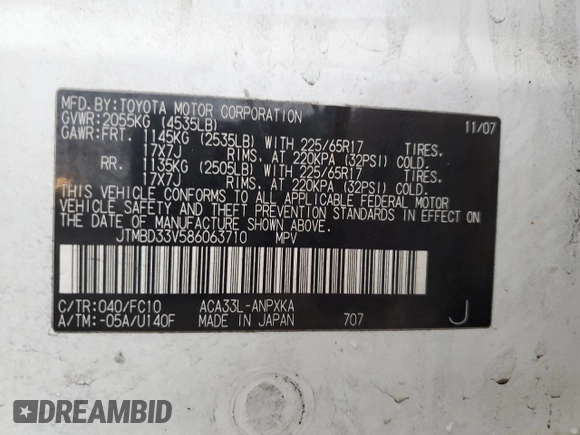 MFD.BY:TOYOTA MOTOR CORPORATION 11/07
GVWR:2055KG (4535LB)
GAWR:FRT. 1145KG (2535LB) WITH 225/65R17 TIRES.
17X7J RIMS, AT 220KPA (32PSI) COLD.
RR. 1135KG (2505LB) WITH 225/65R17 TIRES.
17X7J RIMS, AT 220KPA (32PSI) COLD.
THIS VEHICLE CONFORMS TO ALL APPLICABLE FEDERAL MOTOR
VEHICLE SAFETY AND THEFT PREVENTION STANDARDS IN EFFECT ON
THE DATE OF MANUFACTURE SHOWN ABOVE.
JTMBD33V586063710 MPV
C/TR:040/FC10 ACA33L-ANPXKA
A/TM:-05A/U140F MADE IN JAPAN 707 J
DREAMBID